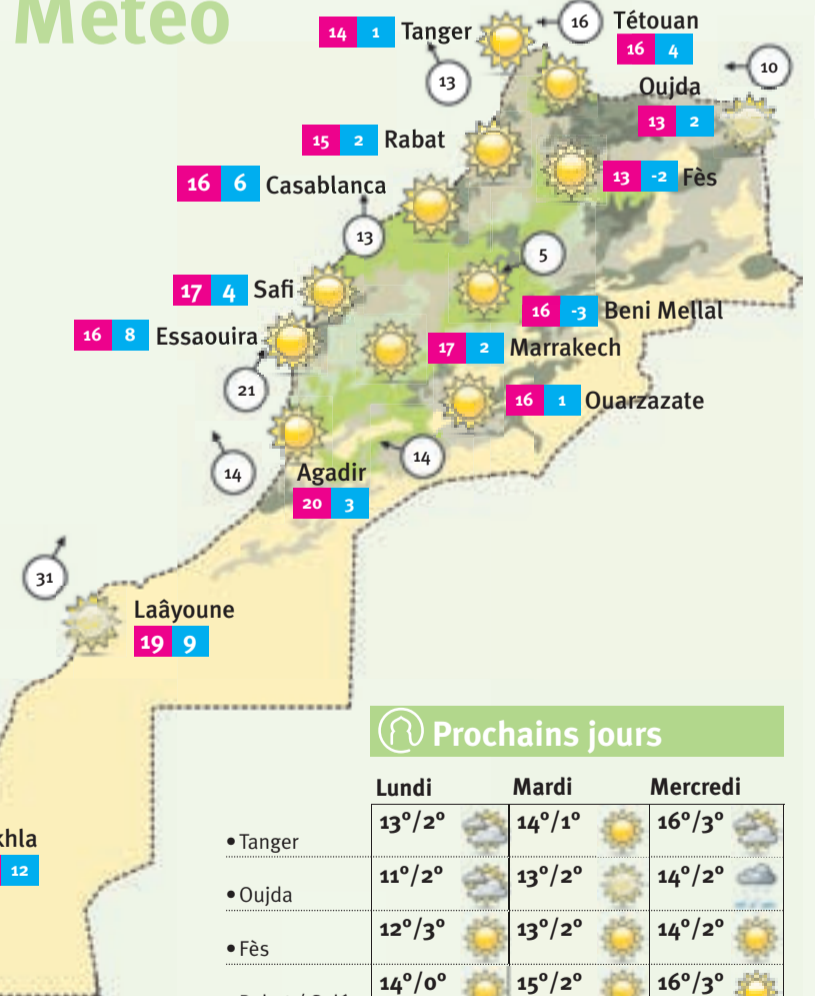 Météo
14 1 Tanger
16
Tétouan
16 4
13
10
Oujda
13 2
15 2 Rabat
13 -2 Fès
16 6 Casablanca
13
5
17 4 Safi
16 -3 Beni Mellal
16 8 Essaouira
17 2 Marrakech
21
16 1 Ouarzazate
14
14
Agadir
20 3
31
Laâyoune
19 9
Prochains jours
Lundi Mardi Mercredi
• Tanger 13°/2° 14°/1° 16°/3°
• Oujda 11°/2° 13°/2° 14°/2°
• Fès 12°/3° 13°/2° 14°/2°
14°/0° 15°/2° 16°/3°
khla
12